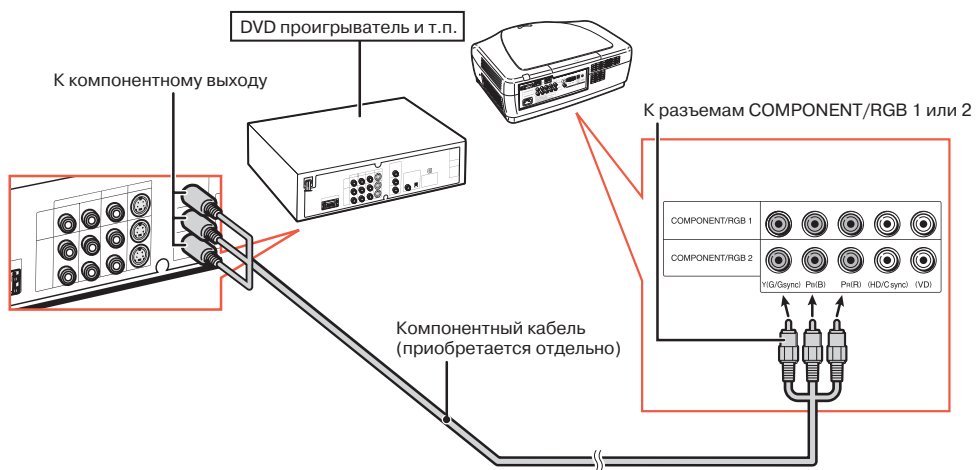 DVD проигрыватель и т.п.
К компонентному выходу
К разъемам COMPONENT/RGB 1 или 2
COMPONENT/RGB 1
COMPONENT/RGB 2
Y(G/Gsync) PB(B) PR(R) (HD/C sync) (VD)
Компонентный кабель
(приобретается отдельно)